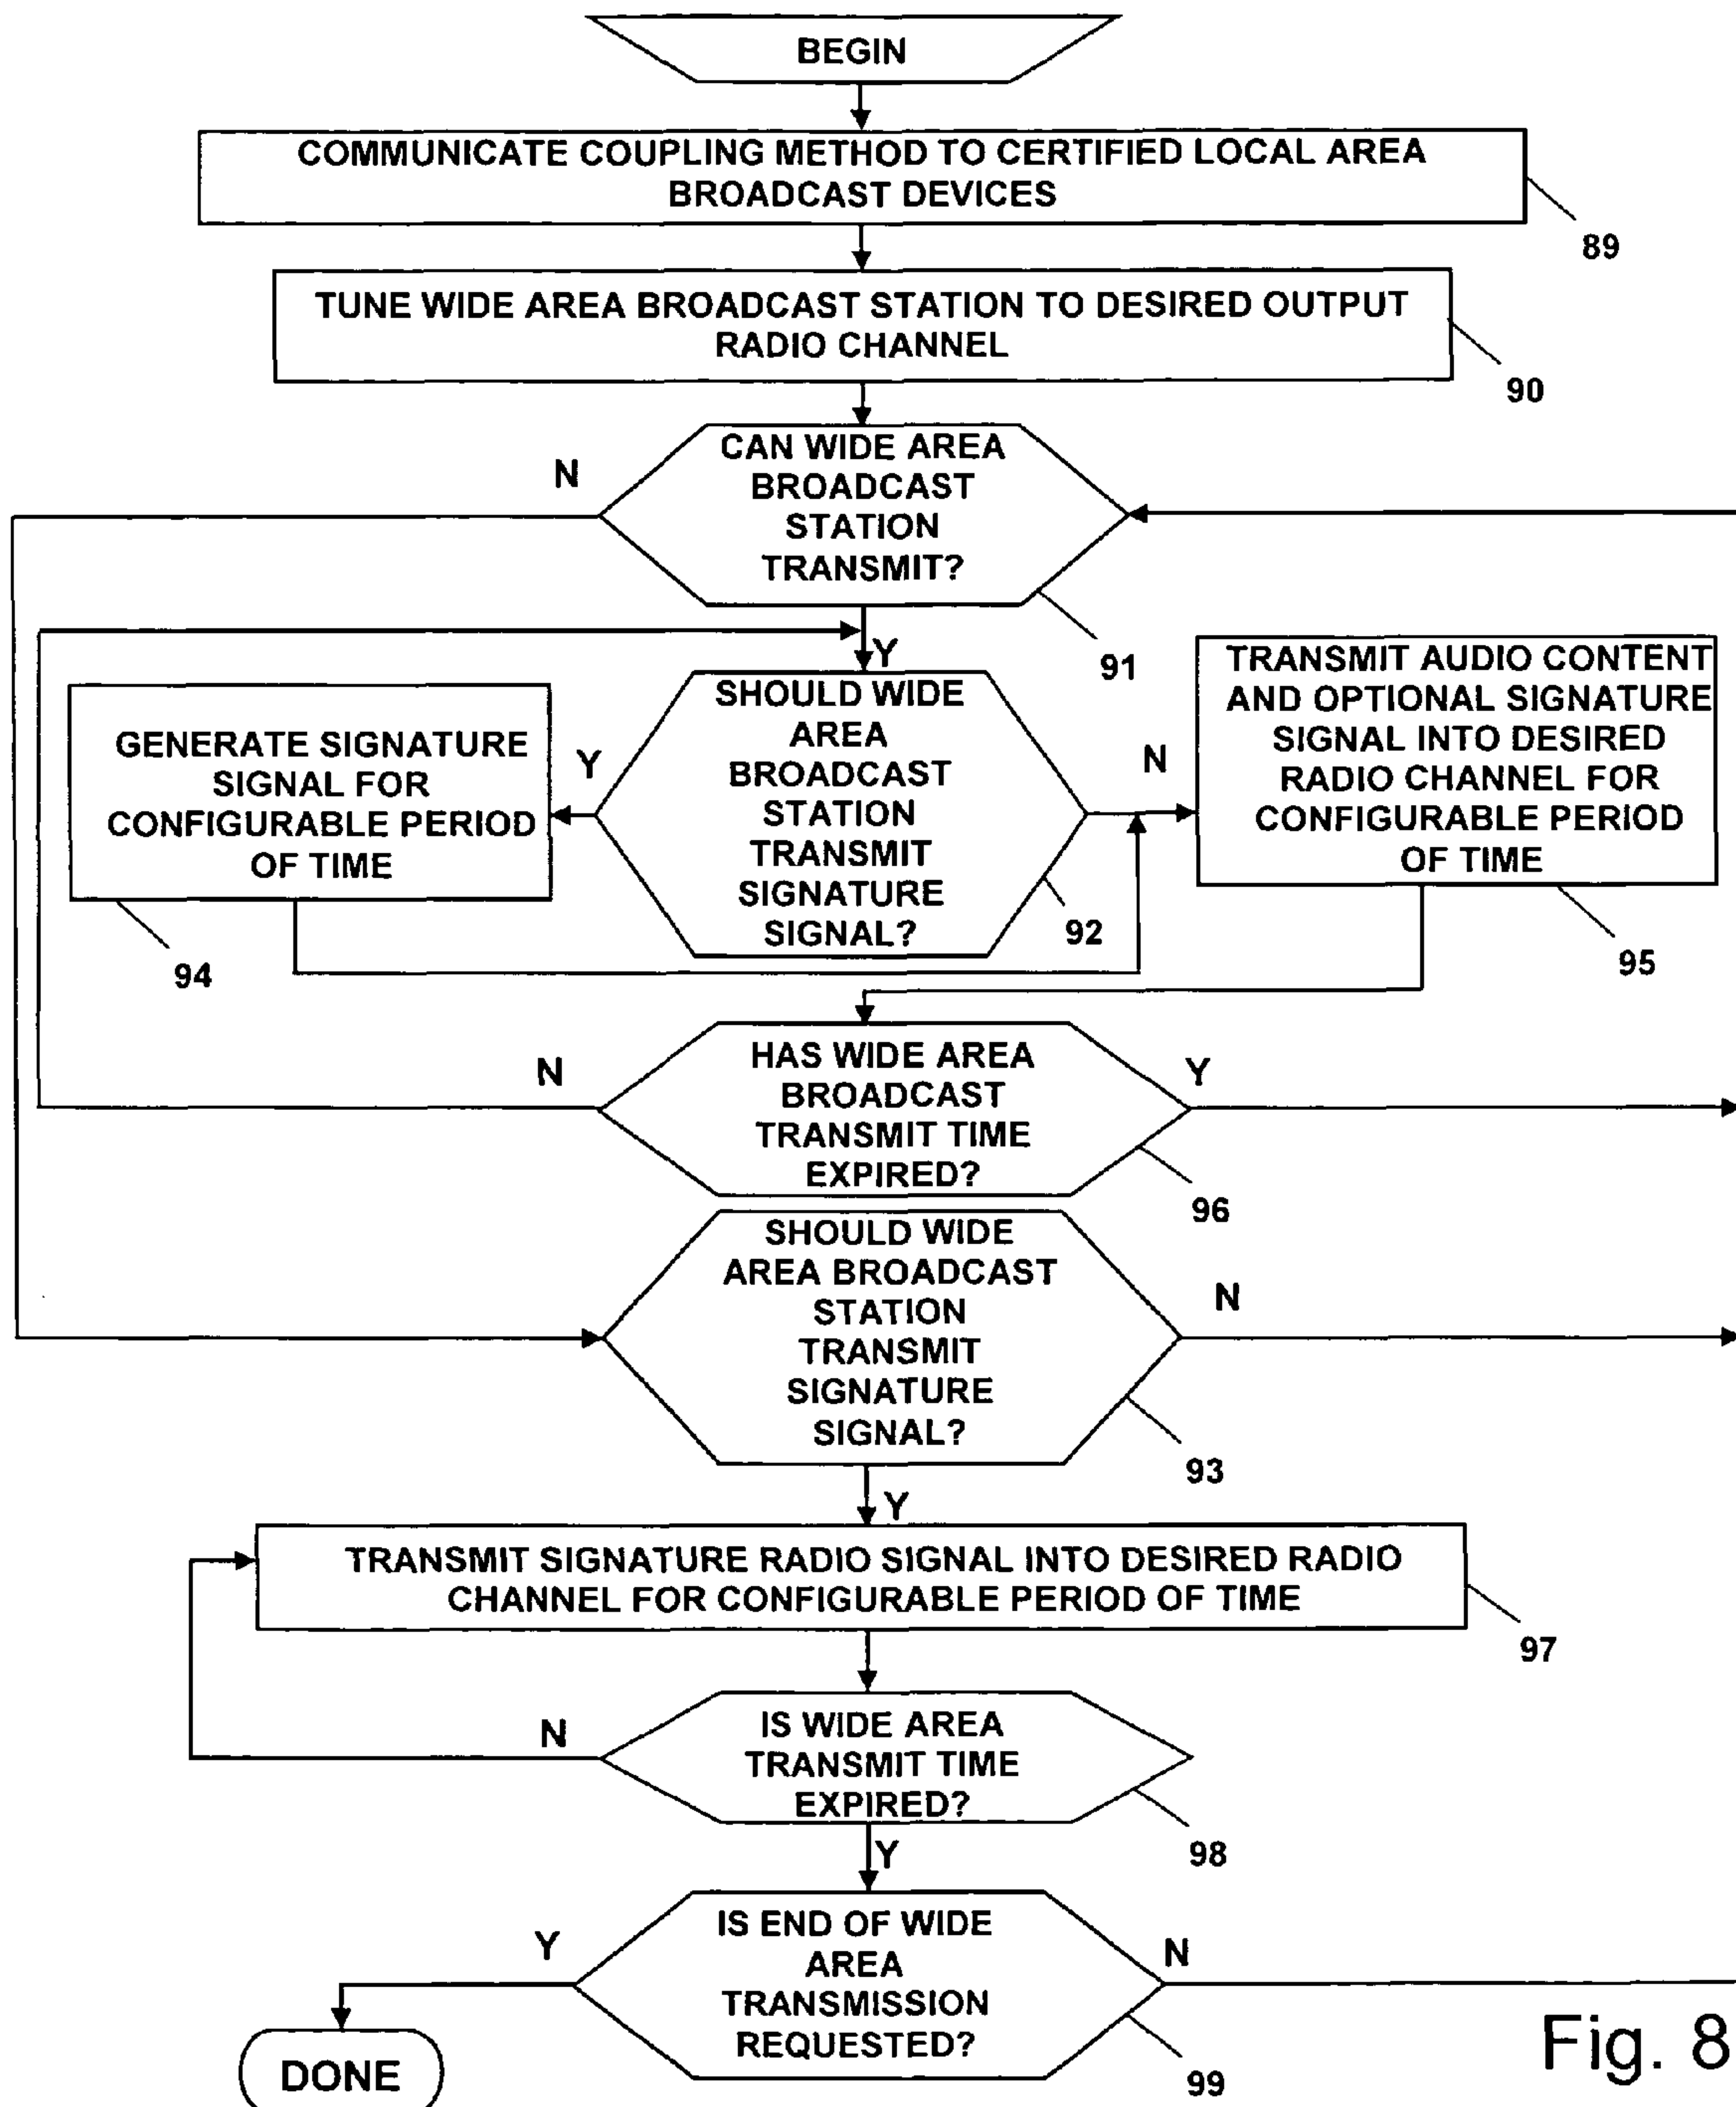 BEGIN
COMMUNICATE COUPLING METHOD TO CERTIFIED LOCAL AREA
BROADCAST DEVICES
89
TUNE WIDE AREA BROADCAST STATION TO DESIRED OUTPUT
RADIO CHANNEL
90
CAN WIDE AREA
BROADCAST
STATION
TRANSMIT?
N
91
Y
SHOULD WIDE
AREA
BROADCAST
STATION
TRANSMIT
SIGNATURE
SIGNAL?
Y
N
92
GENERATE SIGNATURE
SIGNAL FOR
CONFIGURABLE PERIOD
OF TIME
94
TRANSMIT AUDIO CONTENT
AND OPTIONAL SIGNATURE
SIGNAL INTO DESIRED
RADIO CHANNEL FOR
CONFIGURABLE PERIOD
OF TIME
95
HAS WIDE AREA
BROADCAST
TRANSMIT TIME
EXPIRED?
N
Y
96
SHOULD WIDE
AREA BROADCAST
STATION
TRANSMIT
SIGNATURE
SIGNAL?
N
93
Y
TRANSMIT SIGNATURE RADIO SIGNAL INTO DESIRED RADIO
CHANNEL FOR CONFIGURABLE PERIOD OF TIME
97
IS WIDE AREA
TRANSMIT TIME
EXPIRED?
N
98
Y
IS END OF WIDE
AREA
TRANSMISSION
REQUESTED?
Y
N
99
DONE
Fig. 8